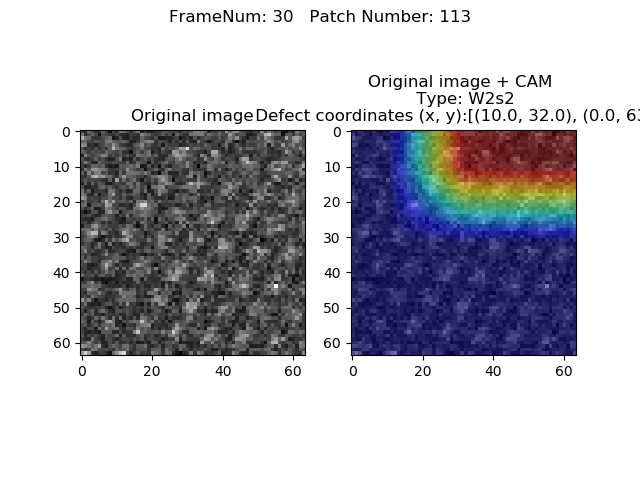 FrameNum: 30   Patch Number: 113
Original image
Original image + CAM
Type: W2s2
Defect coordinates (x, y):[(10.0, 32.0), (0.0,
0
10
20
30
40
50
60
0 20 40 60
0
10
20
30
40
50
60
0 20 40 60